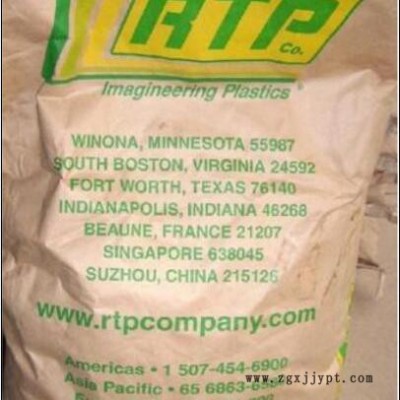 RTP
Co.
Imagineering Plastics®
WINONA, MINNESOTA 55987
SOUTH BOSTON, VIRGINIA 24592
FORT WORTH, TEXAS 76140
INDIANAPOLIS, INDIANA 46268
BEAUNE, FRANCE 21207
SINGAPORE 638045
SUZHOU, CHINA 215126
www.rtpcompany.com
Americas • 1 507-454-6900
Asia Pacific • 65 6863-6580
www.zgxjjypt.com